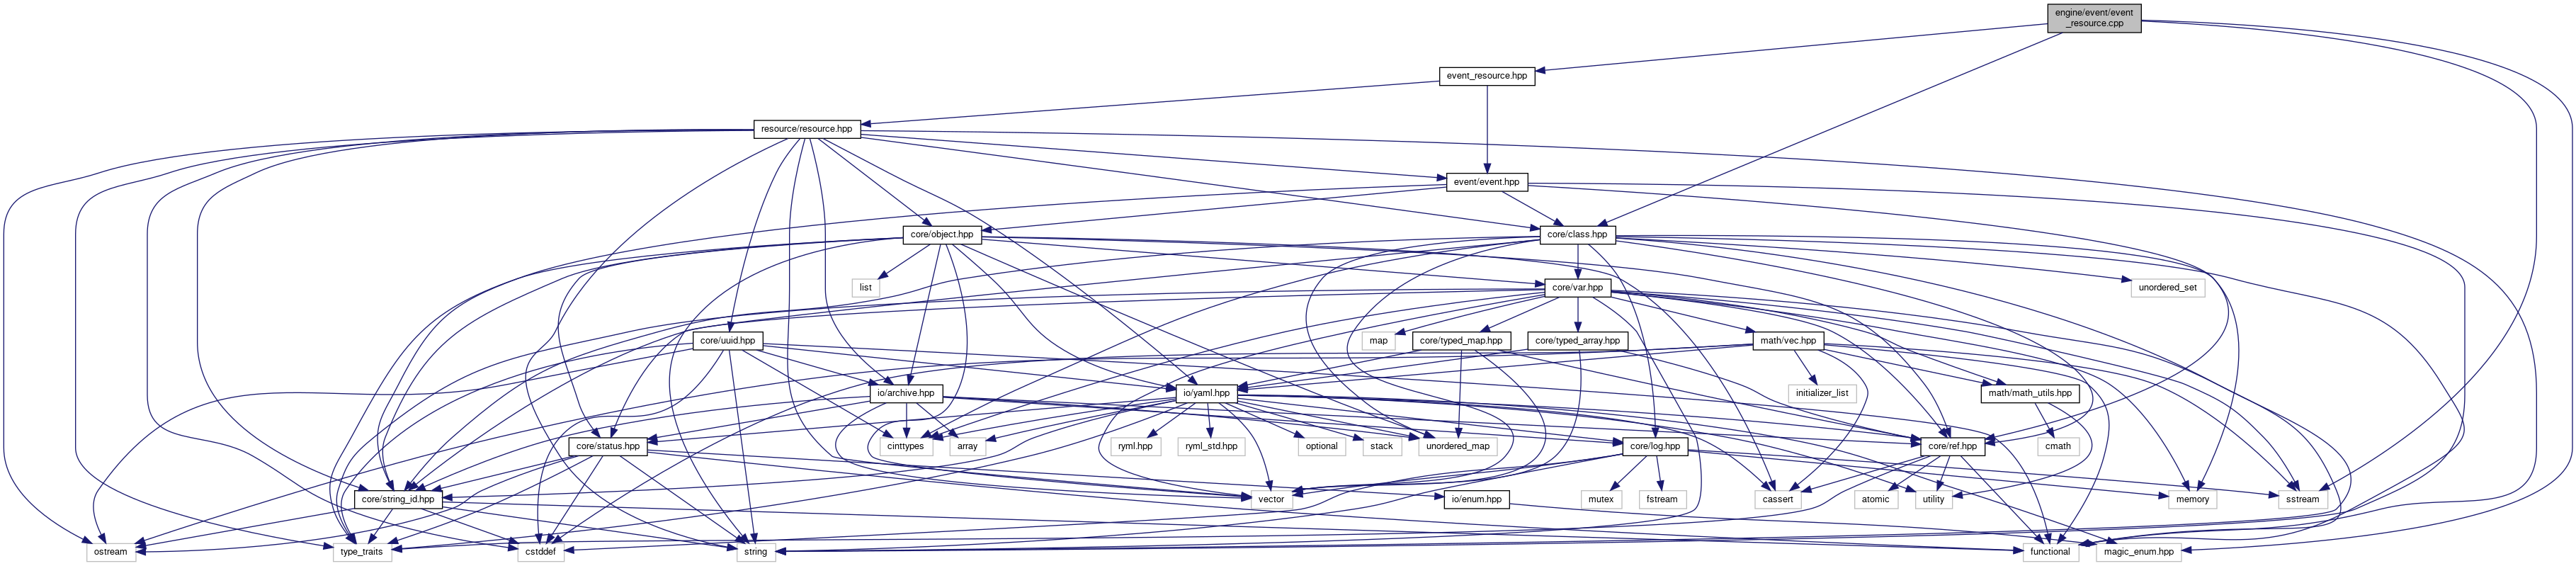 engine/event/event
_resource.cpp
event_resource.hpp
resource/resource.hpp
event/event.hpp
core/object.hpp
core/class.hpp
list
core/var.hpp
unordered_set
core/uuid.hpp
map
core/typed_map.hpp
core/typed_array.hpp
math/vec.hpp
io/archive.hpp
io/yaml.hpp
initializer_list
math/math_utils.hpp
core/status.hpp
cinttypes
array
ryml.hpp
ryml_std.hpp
optional
stack
unordered_map
core/log.hpp
core/ref.hpp
cmath
core/string_id.hpp
vector
io/enum.hpp
mutex
fstream
cassert
atomic
utility
memory
sstream
ostream
type_traits
cstddef
string
functional
magic_enum.hpp